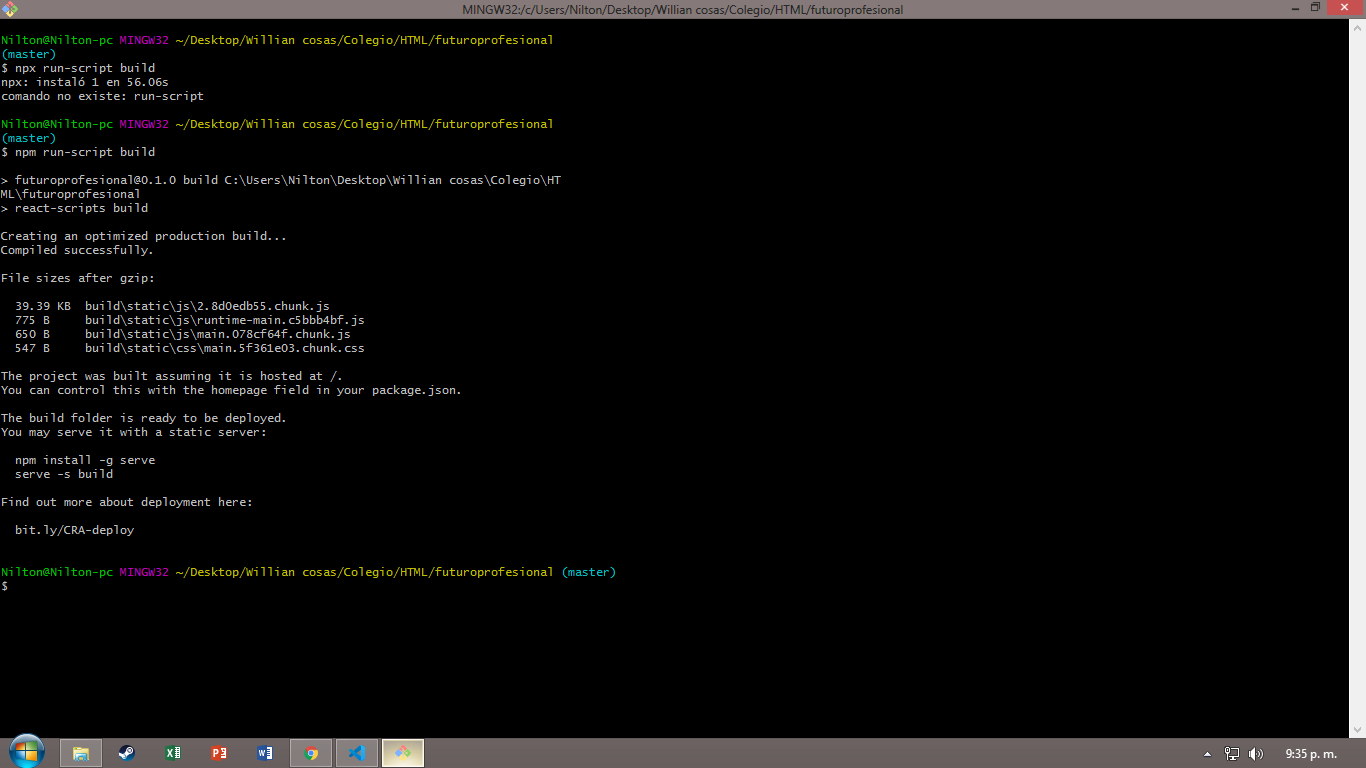 MINGW32:/c/Users/Nilton/Desktop/Willian cosas/Colegio/HTML/futuroprofesional
Nilton@Nilton-pc MINGW32 ~/Desktop/Willian cosas/Colegio/HTML/futuroprofesional
(master)
$ npx run-script build
npx: instaló 1 en 56.06s
comando no existe: run-script
Nilton@Nilton-pc MINGW32 ~/Desktop/Willian cosas/Colegio/HTML/futuroprofesional
(master)
$ npm run-script build
> futuroprofesional@0.1.0 build C:\Users\Nilton\Desktop\Willian cosas\Colegio\HT
ML\futuroprofesional
> react-scripts build
Creating an optimized production build...
Compiled successfully.
File sizes after gzip:
39.39 KB  build\static\js\2.8d0edb55.chunk.js
775 B     build\static\js\runtime-main.c5bbb4bf.js
650 B     build\static\js\main.078cf64f.chunk.js
547 B     build\static\css\main.5f361e03.chunk.css
The project was built assuming it is hosted at /.
You can control this with the homepage field in your package.json.
The build folder is ready to be deployed.
You may serve it with a static server:
npm install -g serve
serve -s build
Find out more about deployment here:
bit.ly/CRA-deploy
Nilton@Nilton-pc MINGW32 ~/Desktop/Willian cosas/Colegio/HTML/futuroprofesional (master)
$
9:35 p. m.